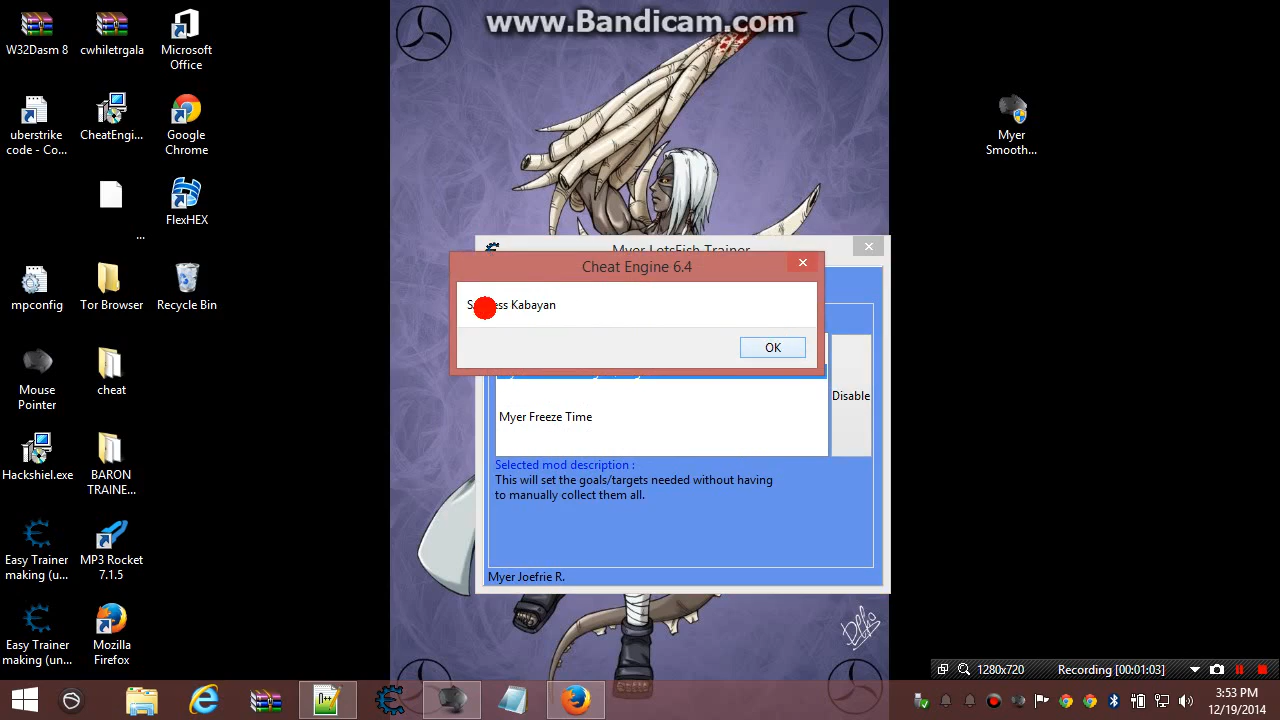 www.Bandicam.com
W32Dasm 8
cwhiletrgala
Microsoft
Office
uberstrike
code - Co...
CheatEngi...
Google
Chrome
Myer
Smooth...
...
FlexHEX
mpconfig
Tor Browser
Recycle Bin
Mouse
Pointer
cheat
Hackshiel.exe
BARON
TRAINE...
Easy Trainer
making (u...
MP3 Rocket
7.1.5
Easy Trainer
making (un...
Mozilla
Firefox
Myer LetsFish Trainer
Cheat Engine 6.4
Kabayan
OK
Disable
Myer Freeze Time
Selected mod description :
This will set the goals/targets needed without having
to manually collect them all.
Myer Joefrie R.
1280x720
Recording [00:01:03]
3:53 PM
12/19/2014